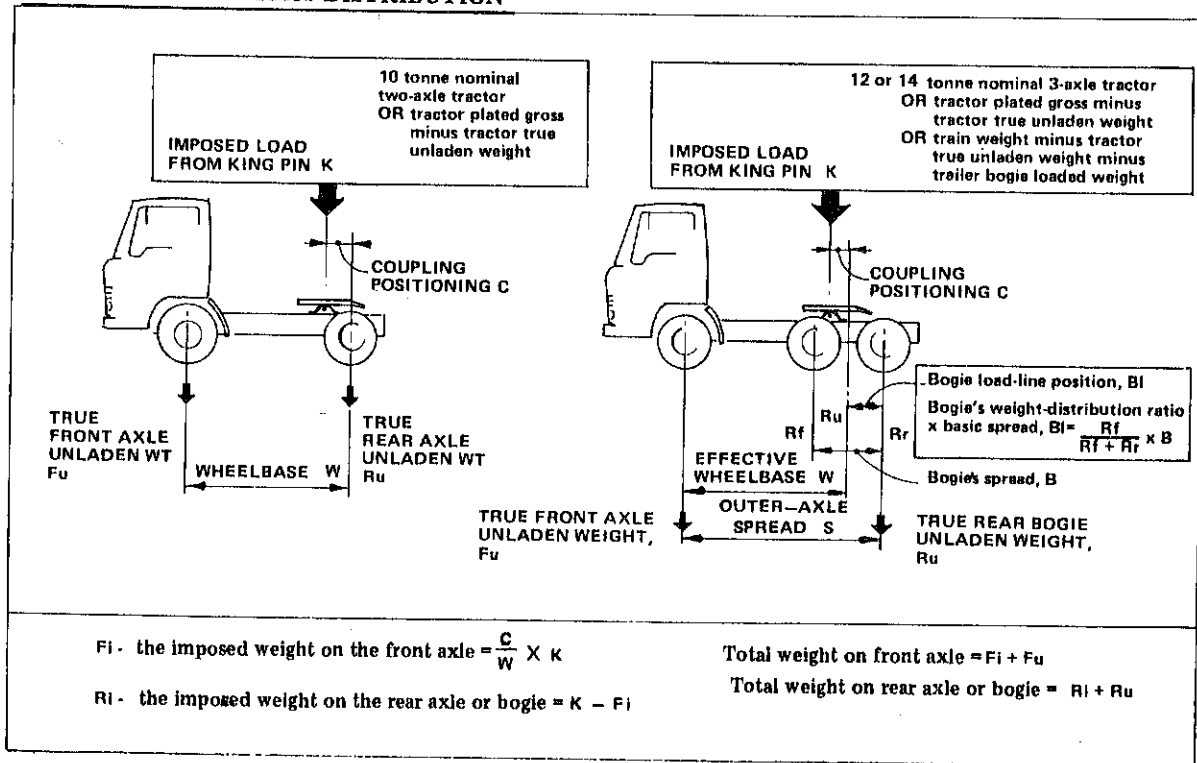 10 tonne nominal
two-axle tractor
OR tractor plated gross
minus tractor true
unladen weight
IMPOSED LOAD
FROM KING PIN K
COUPLING
POSITIONING C
TRUE
FRONT AXLE
UNLADEN WT
Fu
WHEELBASE W
TRUE
REAR AXLE
UNLADEN WT
Ru
12 or 14 tonne nominal 3-axle tractor
OR tractor plated gross minus
tractor true unladen weight
OR train weight minus tractor
true unladen weight minus
trailer bogie loaded weight
IMPOSED LOAD
FROM KING PIN K
COUPLING
POSITIONING C
Bogie load-line position, Bl
Bogie's weight-distribution ratio
x basic spread, Bl = Rf / Rf + Rr x B
Bogie's spread, B
Rf
Ru
Rr
EFFECTIVE
WHEELBASE W
OUTER-AXLE
SPREAD S
TRUE FRONT AXLE
UNLADEN WEIGHT,
Fu
TRUE REAR BOGIE
UNLADEN WEIGHT,
Ru
Fi - the imposed weight on the front axle = C / W X K
Ri - the imposed weight on the rear axle or bogie = K – Fi
Total weight on front axle = Fi + Fu
Total weight on rear axle or bogie = Ri + Ru